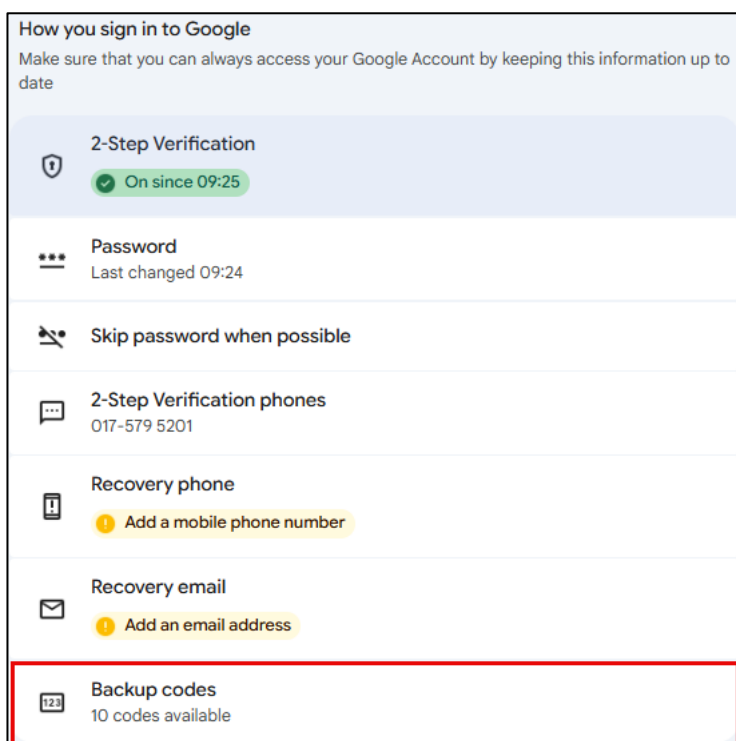 How you sign in to Google
Make sure that you can always access your Google Account by keeping this information up to
date
2-Step Verification
On since 09:25
Password
Last changed 09:24
Skip password when possible
2-Step Verification phones
017-579 5201
Recovery phone
Add a mobile phone number
Recovery email
Add an email address
123
Backup codes
10 codes available